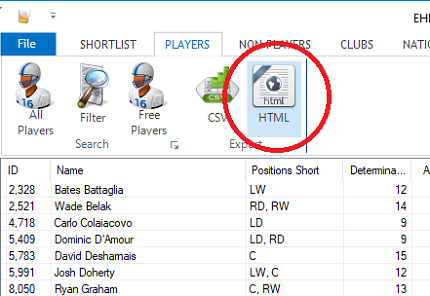 EH
File SHORTLIST PLAYERS NON-PLAYERS CLUBS NATIO
All Players Filter Free Players CSV html HTML
Search Export
ID Name Positions Short Determina... A
2,328 Bates Battaglia LW 12
2,521 Wade Belak RD, RW 14
4,718 Carlo Colaiacovo LD 9
5,409 Dominic D'Amour LD, RD 9
5,783 David Desharnais C 15
5,991 Josh Doherty LW, C 12
8,050 Ryan Graham C, RW 13